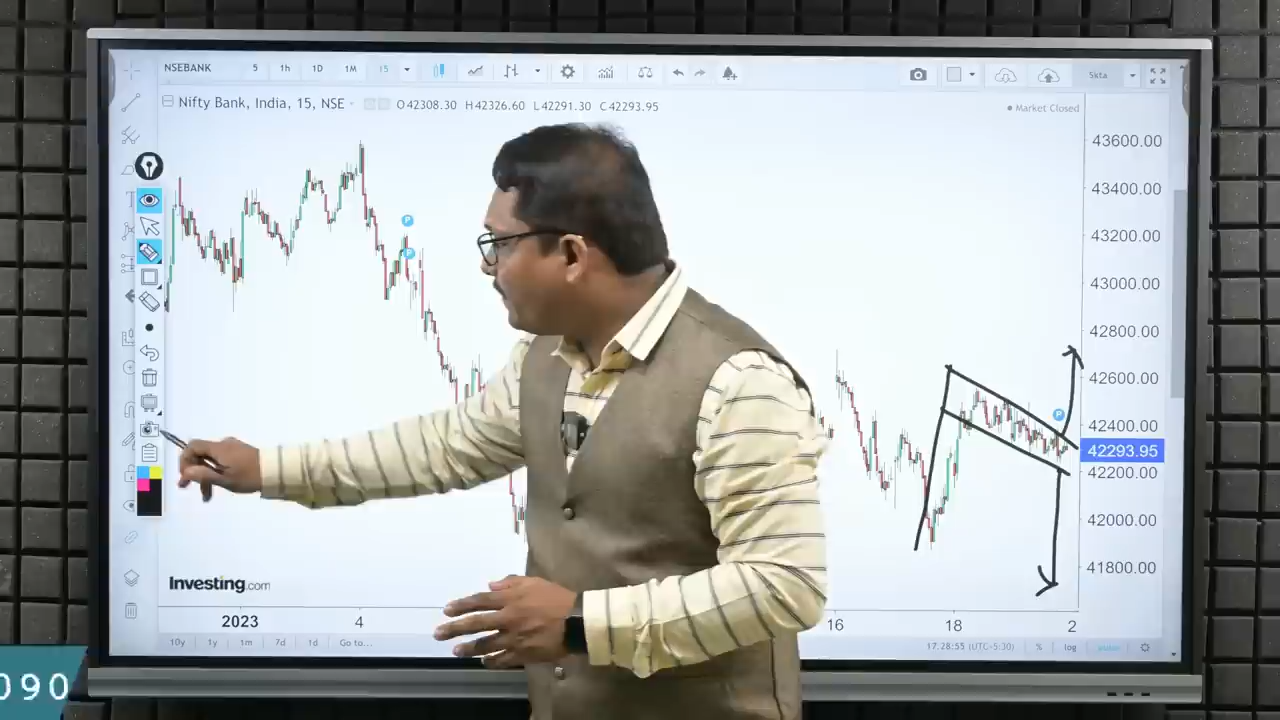 NSEBANK 5 1h 1D 1M 15 Skta
Nifty Bank, India, 15, NSE O42308.30 H42326.60 L42291.30 C42293.95
Market Closed
43600.00
43400.00
43200.00
43000.00
42800.00
42600.00
42400.00
42293.95
42200.00
42000.00
41800.00
P
P
P
Investing.com
2023 4 16 18 2
10y 1y 1m 7d 1d Go to... 17:28:55 (UTC-5:30) % log auto
090